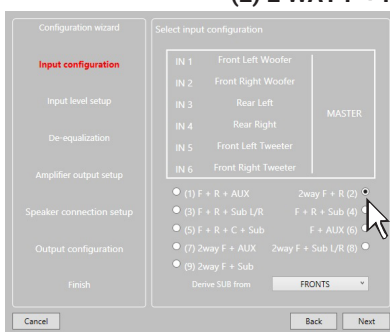 Configuration wizard
Input configuration
Input level setup
De-equalization
Amplifier output setup
Speaker connection setup
Output configuration
Finish
Select input configuration
IN 1 Front Left Woofer
IN 2 Front Right Woofer
IN 3 Rear Left
IN 4 Rear Right
IN 5 Front Left Tweeter
IN 6 Front Right Tweeter
MASTER
(1) F + R + AUX 2way F + R (2)
(3) F + R + Sub L/R F + R + Sub (4)
(5) F + R + C + Sub F + AUX (6)
(7) 2way F + AUX 2way F + Sub L/R (8)
(9) 2way F + Sub
Derive SUB from FRONTS
Cancel Back Next